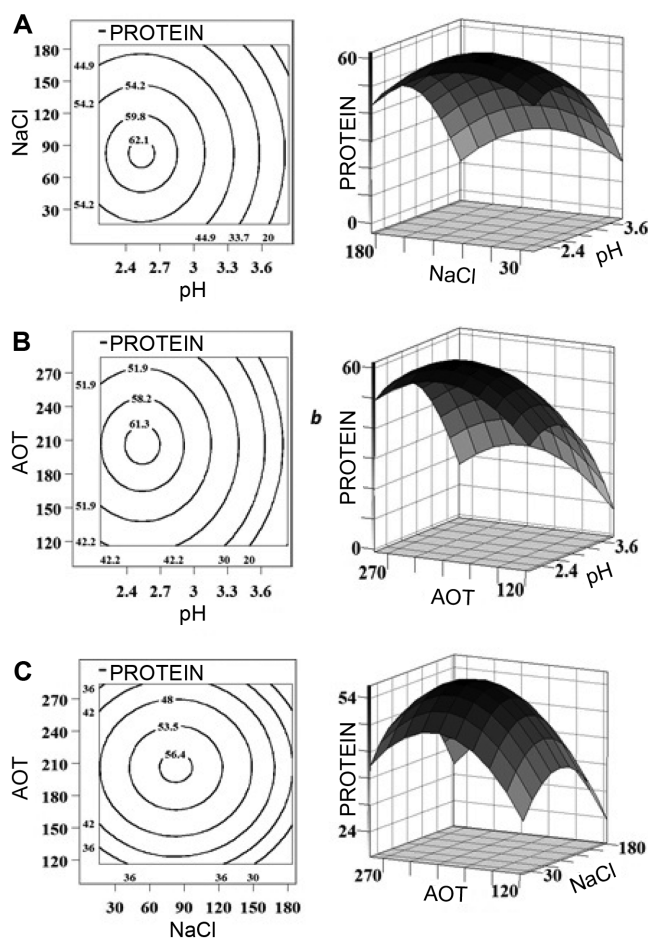 A
-PROTEIN
180
150
120
90
60
30
NaCl
44.9
54.2
54.2
59.8
62.1
54.2
44.9 33.7 20
2.4 2.7 3 3.3 3.6
pH
60
PROTEIN
0
180
NaCl
30
2.4
pH
3.6
B
-PROTEIN
270
240
210
180
150
120
AOT
51.9
51.9
58.2
61.3
51.9
42.2
42.2 42.2 30 20
2.4 2.7 3 3.3 3.6
pH
b
60
PROTEIN
0
270
AOT
120
2.4
pH
3.6
C
-PROTEIN
270
240
210
180
150
120
AOT
36
42
48
53.5
56.4
42
36
36 36 30
30 60 90 120 150 180
NaCl
54
PROTEIN
24
270
AOT
120
30
NaCl
180